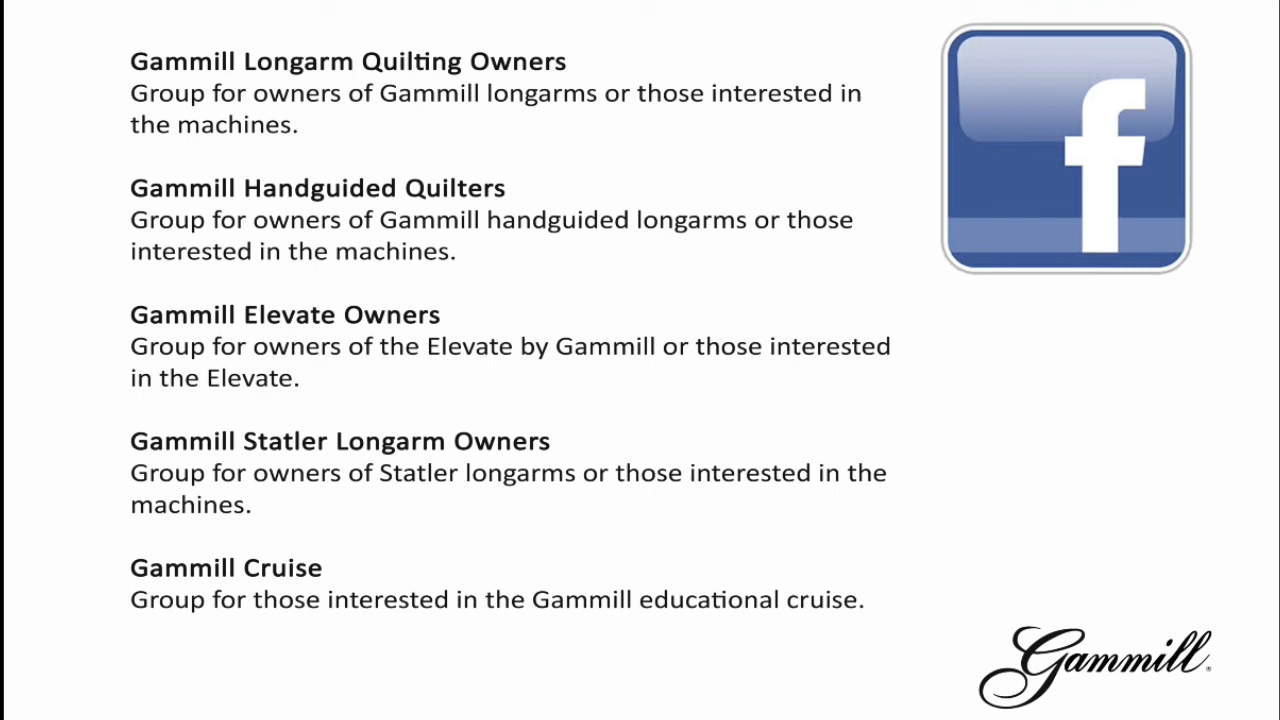 Gammill Longarm Quilting Owners
Group for owners of Gammill longarms or those interested in
the machines.
Gammill Handguided Quilters
Group for owners of Gammill handguided longarms or those
interested in the machines.
Gammill Elevate Owners
Group for owners of the Elevate by Gammill or those interested
in the Elevate.
Gammill Statler Longarm Owners
Group for owners of Statler longarms or those interested in the
machines.
Gammill Cruise
Group for those interested in the Gammill educational cruise.
f
Gammill®